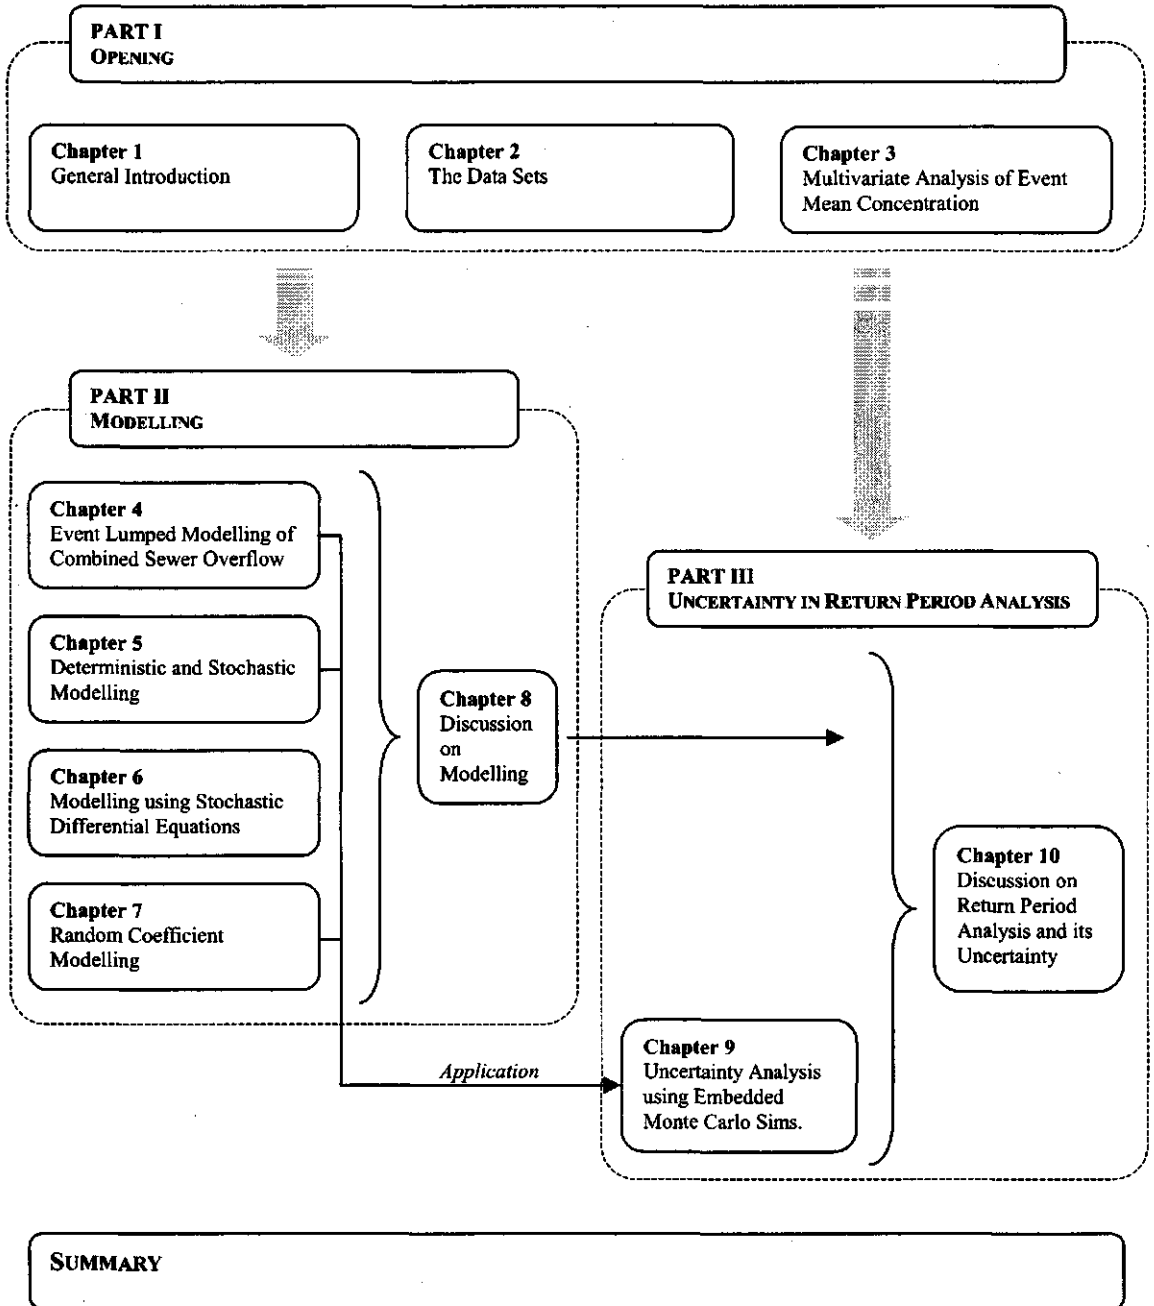 PART I
OPENING
Chapter 1
General Introduction
Chapter 2
The Data Sets
Chapter 3
Multivariate Analysis of Event
Mean Concentration
PART II
MODELLING
Chapter 4
Event Lumped Modelling of
Combined Sewer Overflow
Chapter 5
Deterministic and Stochastic
Modelling
Chapter 6
Modelling using Stochastic
Differential Equations
Chapter 7
Random Coefficient
Modelling
Chapter 8
Discussion
on
Modelling
PART III
UNCERTAINTY IN RETURN PERIOD ANALYSIS
Application
Chapter 9
Uncertainty Analysis
using Embedded
Monte Carlo Sims.
Chapter 10
Discussion on
Return Period
Analysis and its
Uncertainty
SUMMARY